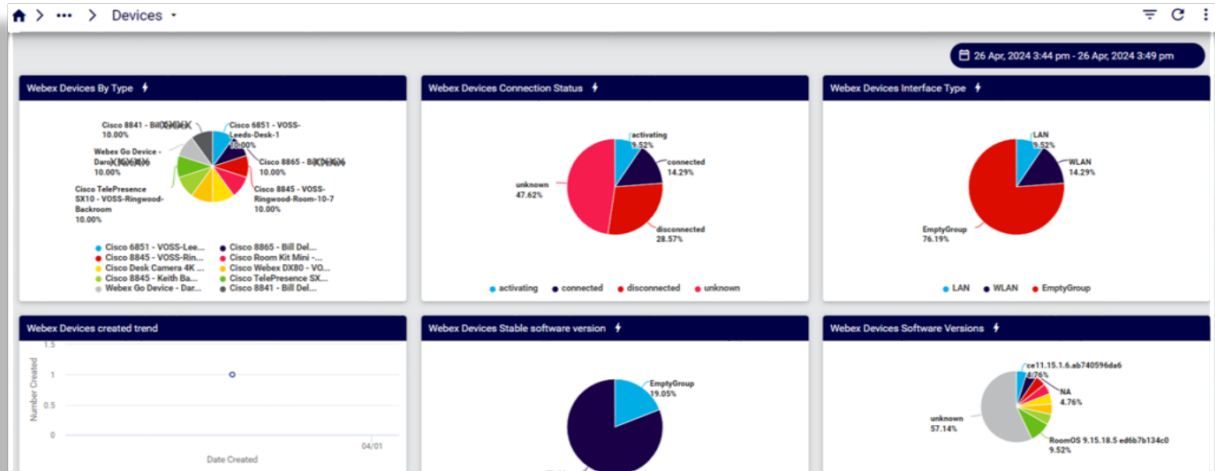 Devices
26 Apr, 2024 3:44 pm - 26 Apr, 2024 3:49 pm
Webex Devices By Type
Cisco 8841 - Bill
10.00%
Webex Go Device -
10.00%
Cisco TelePresence
SX10 - VOSS-Ringwood-
Backroom
10.00%
Cisco 6851 - VOSS-
Leeds-Desk-1
10.00%
Cisco 8865 -
10.00%
Cisco 8845 - VOSS-
Ringwood-Room-10-7
10.00%
Cisco 6851 - VOSS-Lee...
Cisco 8865 - Bill Del...
Cisco 8845 - VOSS-Rin...
Cisco Room Kit Mini -...
Cisco Desk Camera 4K ...
Cisco Webex DX80 - VO...
Cisco 8845 - Keith Ba...
Cisco TelePresence SX...
Webex Go Device - Dar...
Cisco 8841 - Bill Del...
Webex Devices Connection Status
activating
9.52%
connected
14.29%
unknown
47.62%
disconnected
28.57%
activating
connected
disconnected
unknown
Webex Devices Interface Type
LAN
9.52%
WLAN
14.29%
EmptyGroup
76.19%
LAN
WLAN
EmptyGroup
Webex Devices created trend
1.5
1
0.5
0
Number Created
04/01
Date Created
Webex Devices Stable software version
EmptyGroup
19.05%
Webex Devices Software Versions
ce11.15.1.6.ab740596da6
4.76%
NA
4.76%
unknown
57.14%
RoomOS 9.15.18.5 ed6b7b134c0
9.52%